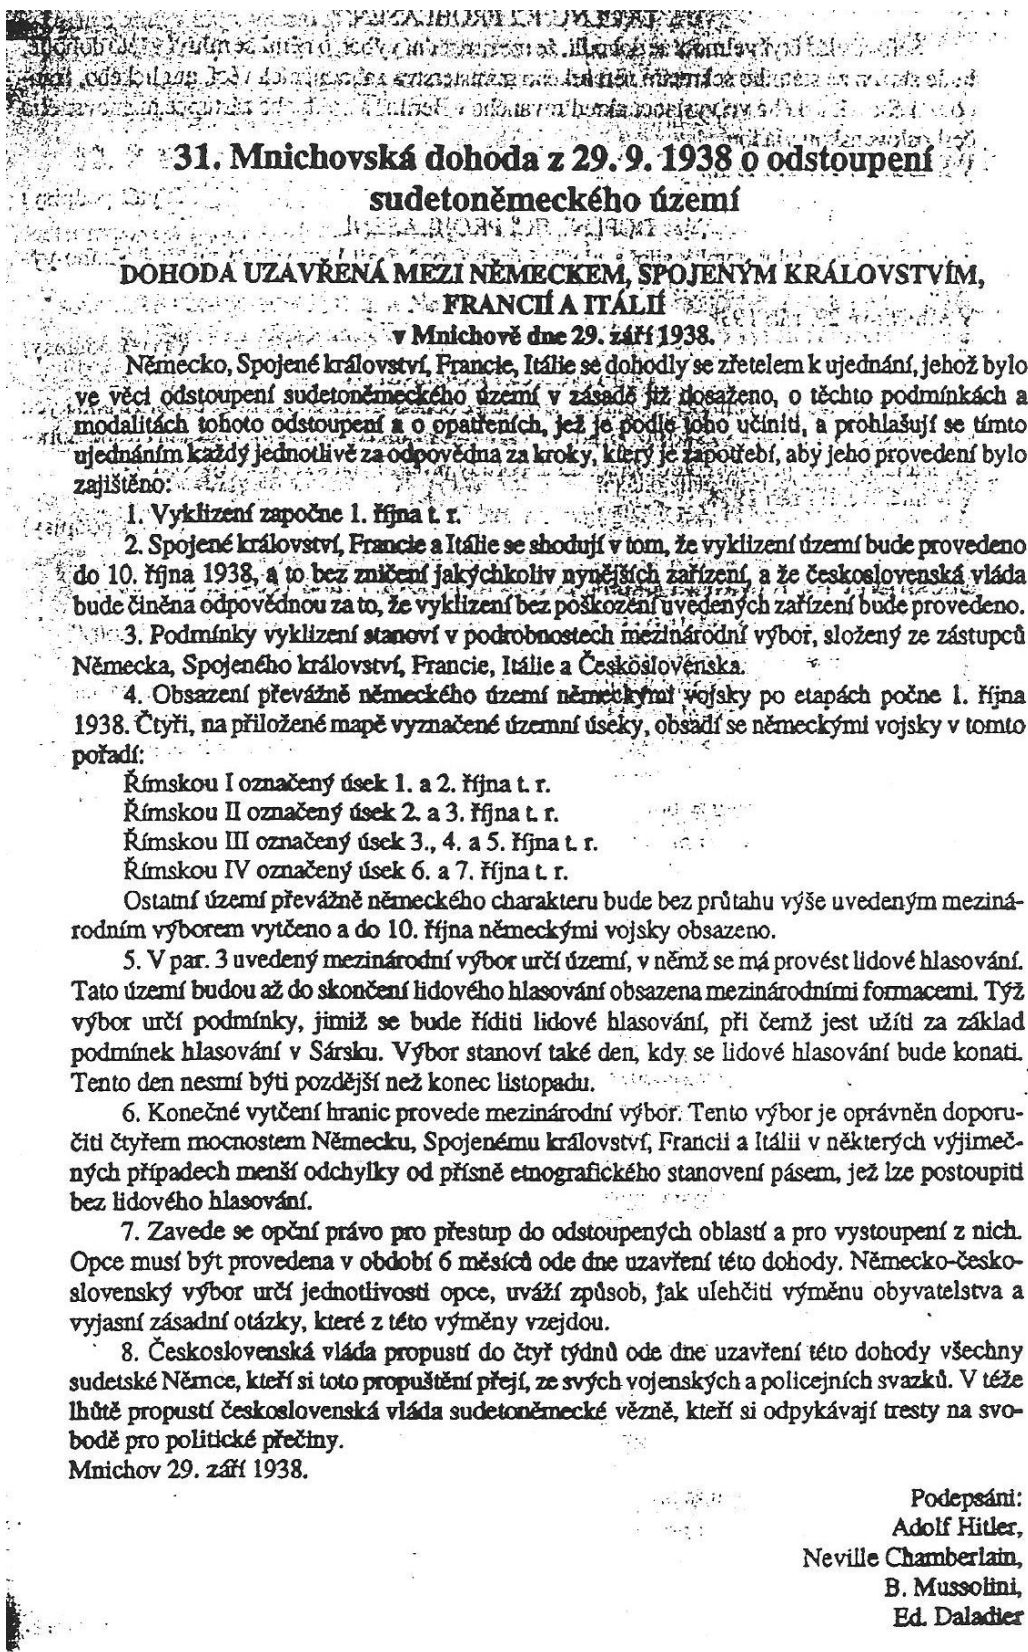 31. Mnichovská dohoda z 29. 9. 1938 o odstoupení
sudetoněmeckého území
DOHODA UZAVŘENÁ MEZI NĚMECKEM, SPOJENÝM KRÁLOVSTVÍM,
FRANCIÍ A ITÁLIÍ
v Mnichově dne 29. září 1938.
Německo, Spojené království, Francie, Itálie se dohodly se zřetelem k ujednání, jehož bylo
ve věci odstoupení sudetoněmeckého území v zásadě již dosaženo, o těchto podmínkách a
modalitách tohoto odstoupení a o opatřeních, jež je podle toho učiniti, a prohlašují se tímto
ujednáním každý jednotlivě za odpovědna za kroky, který je zapotřebí, aby jeho provedení bylo
zajištěno:
1. Vyklizení započne 1. října t. r.
2. Spojené království, Francie a Itálie se shodují v tom, že vyklizení území bude provedeno
do 10. října 1938, a to bez zničení jakýchkoliv nynějších zařízení, a že československá vláda
bude činěna odpovědnou za to, že vyklizení bez poškození uvedených zařízení bude provedeno.
3. Podmínky vyklizení stanoví v podrobnostech mezinárodní výbor, složený ze zástupců
Německa, Spojeného království, Francie, Itálie a Československa.
4. Obsazení převážně německého území německými vojsky po etapách počne 1. října
1938. Čtyři, na přiložené mapě vyznačené územní úseky, obsadí se německými vojsky v tomto
pořadí:
Římskou I označený úsek 1. a 2. října t. r.
Římskou II označený úsek 2. a 3. října t. r.
Římskou III označený úsek 3., 4. a 5. října t. r.
Římskou IV označený úsek 6. a 7. října t. r.
Ostatní území převážně německého charakteru bude bez průtahu výše uvedeným meziná-
rodním výborem vytčeno a do 10. října německými vojsky obsazeno.
5. V par. 3 uvedený mezinárodní výbor určí území, v němž se má provést lidové hlasování.
Tato území budou až do skončení lidového hlasování obsazena mezinárodními formacemi. Týž
výbor určí podmínky, jimiž se bude říditi lidové hlasování, při čemž jest užíti za základ
podmínek hlasování v Sársku. Výbor stanoví také den, kdy se lidové hlasování bude konati.
Tento den nesmí býti pozdější než konec listopadu.
6. Konečné vytčení hranic provede mezinárodní výbor. Tento výbor je oprávněn doporu-
čiti čtyřem mocnostem Německu, Spojenému království, Francii a Itálii v některých výjimeč-
ných případech menší odchylky od přísně etnografického stanovení pásem, jež lze postoupiti
bez lidového hlasování.
7. Zavede se opční právo pro přestup do odstoupených oblastí a pro vystoupení z nich.
Opce musí být provedena v období 6 měsíců ode dne uzavření této dohody. Německo-česko-
slovenský výbor určí jednotlivosti opce, uváží způsob, jak ulehčiti výměnu obyvatelstva a
vyjasní zásadní otázky, které z této výměny vzejdou.
8. Československá vláda propustí do čtyř týdnů ode dne uzavření této dohody všechny
sudetské Němce, kteří si toto propuštění přejí, ze svých vojenských a policejních svazků. V téže
lhůtě propustí československá vláda sudetoněmecké vězně, kteří si odpykávají tresty na svo-
bodě pro politické přečiny.
Mnichov 29. září 1938.
Podepsáni:
Adolf Hitler,
Neville Chamberlain,
B. Mussolini,
Ed. Daladier